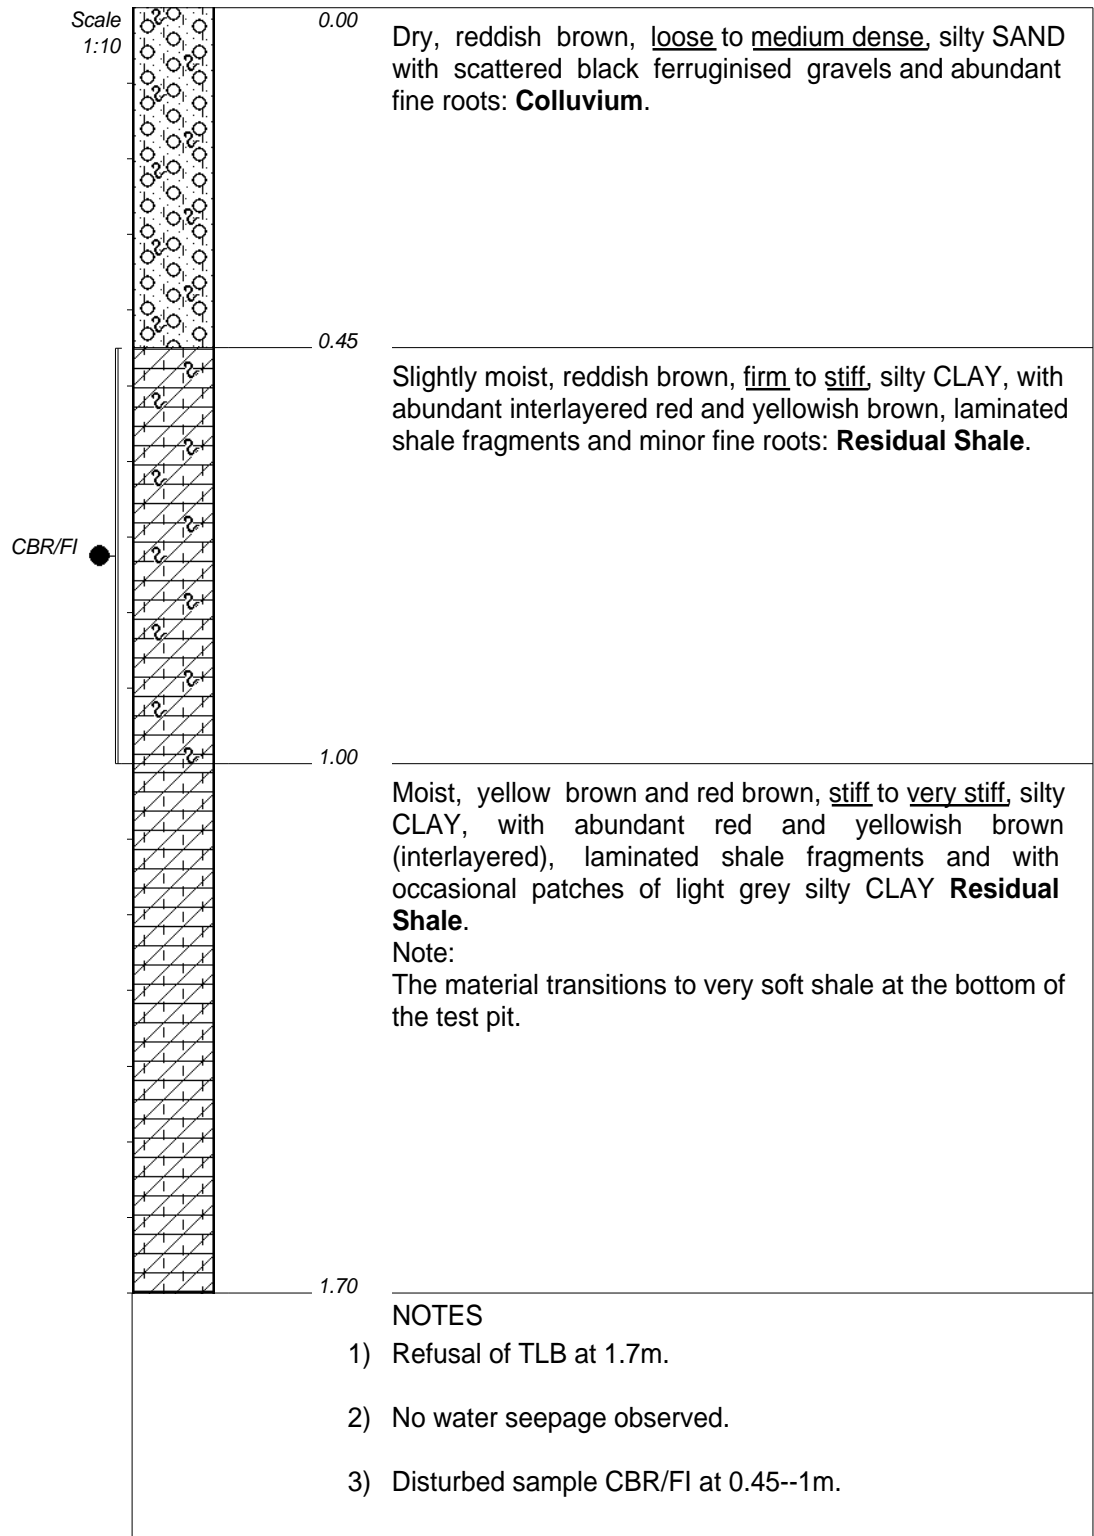 Scale
1:10
0.00
Dry, reddish brown, loose to medium dense, silty SAND
with scattered black ferruginised gravels and abundant
fine roots: Colluvium.
0.45
Slightly moist, reddish brown, firm to stiff, silty CLAY, with
abundant interlayered red and yellowish brown, laminated
shale fragments and minor fine roots: Residual Shale.
CBR/FI
1.00
Moist, yellow brown and red brown, stiff to very stiff, silty
CLAY, with abundant red and yellowish brown
(interlayered), laminated shale fragments and with
occasional patches of light grey silty CLAY Residual
Shale.
Note:
The material transitions to very soft shale at the bottom of
the test pit.
1.70
NOTES
1) Refusal of TLB at 1.7m.
2) No water seepage observed.
3) Disturbed sample CBR/FI at 0.45--1m.